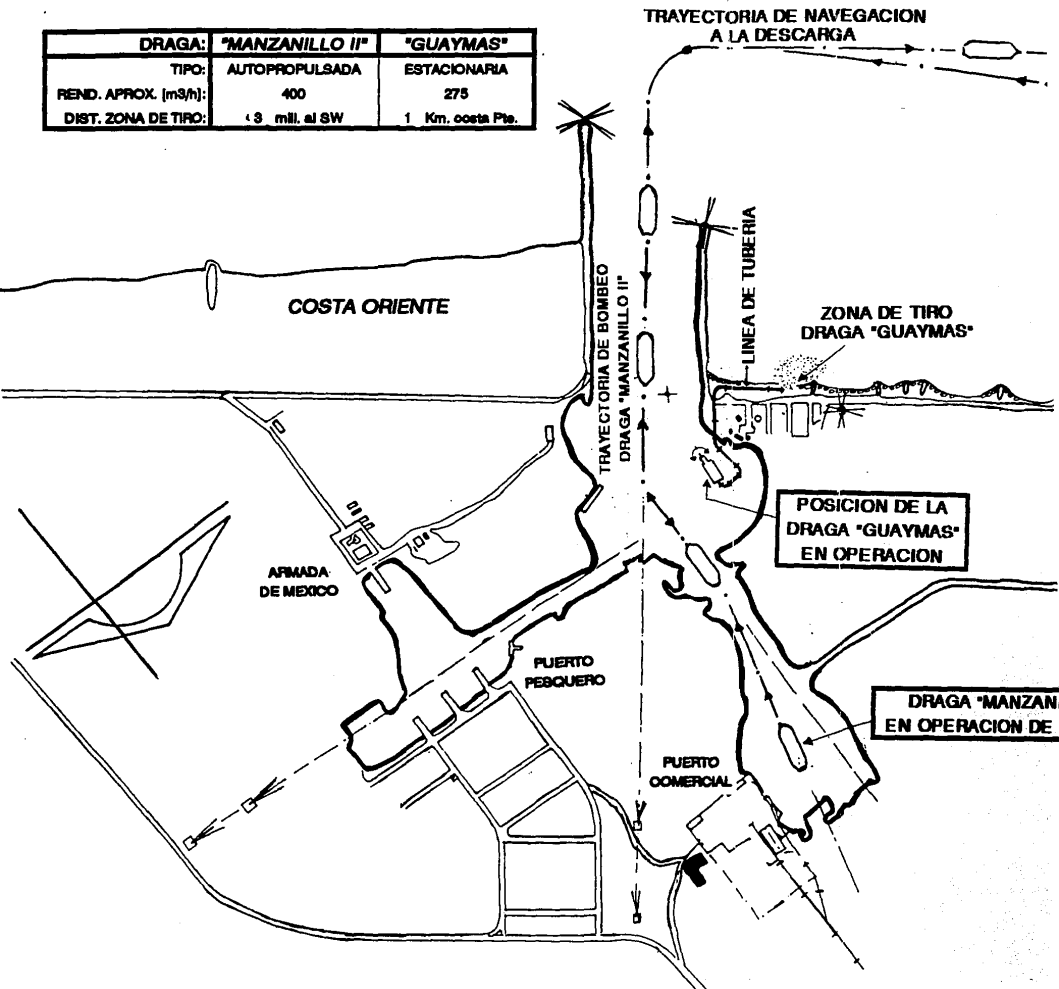 TRAYECTORIA DE NAVEGACION
A LA DESCARGA
DRAGA: "MANZANILLO II" "GUAYMAS"
TIPO: AUTOPROPULSADA ESTACIONARIA
REND. APROX. [m3/h]: 400 275
DIST. ZONA DE TIRO: 3 mill. al SW 1 Km. costa Pte.
COSTA ORIENTE
TRAYECTORIA DE BOMBEO
DRAGA "MANZANILLO II"
LINEA DE TUBERIA
ZONA DE TIRO
DRAGA "GUAYMAS"
POSICION DE LA
DRAGA "GUAYMAS"
EN OPERACION
ARMADA
DE MEXICO
PUERTO
PESQUERO
DRAGA "MANZAN
EN OPERACION DE
PUERTO
COMERCIAL